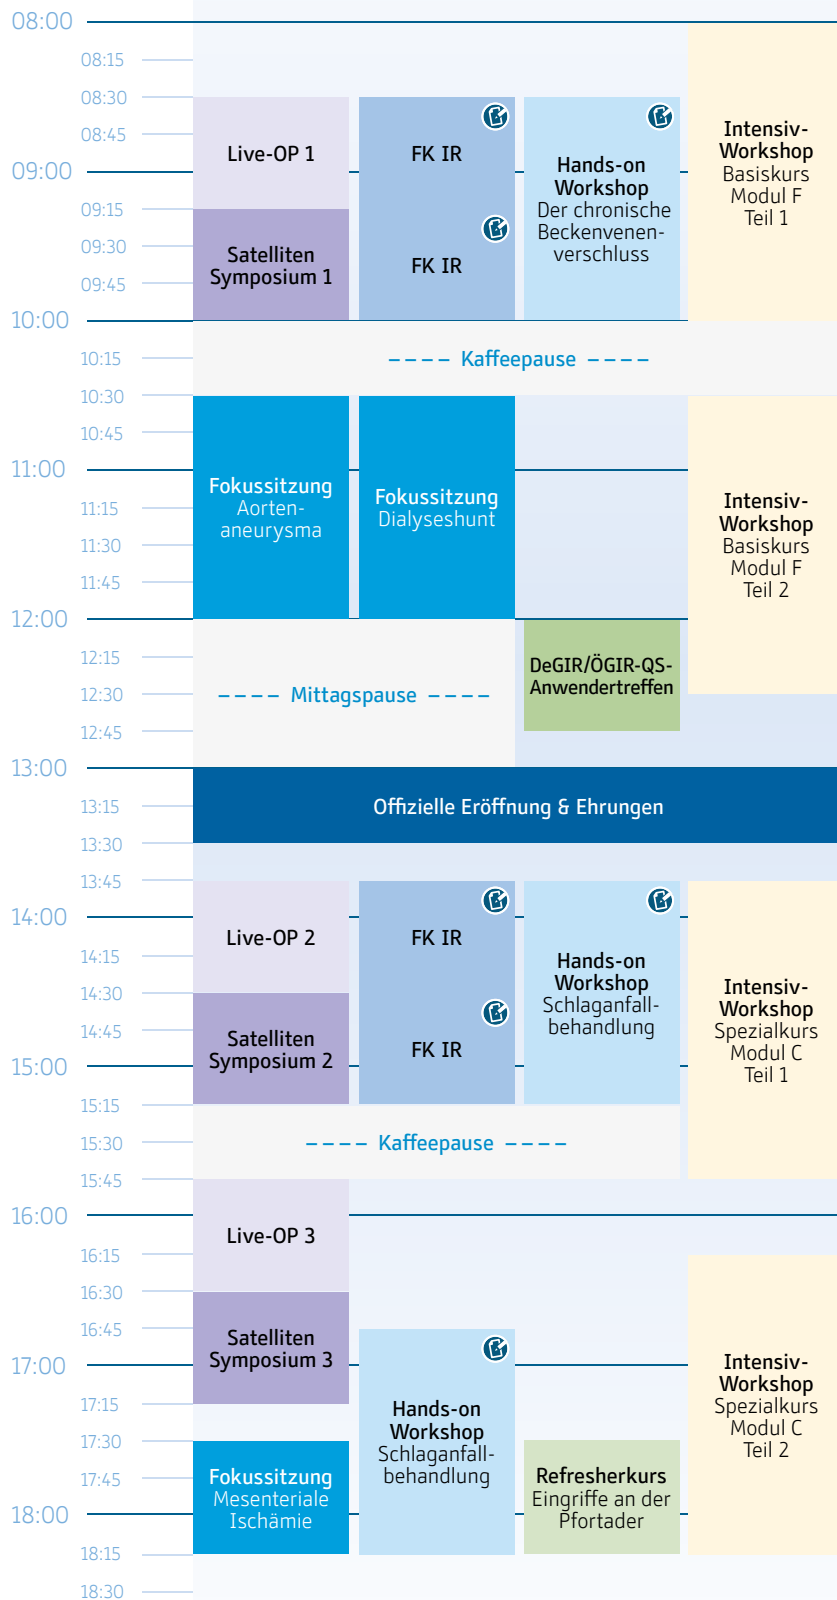 08:00
08:15
08:30
08:45
09:00
09:15
09:30
09:45
10:00
10:15
10:30
10:45
11:00
11:15
11:30
11:45
12:00
12:15
12:30
12:45
13:00
13:15
13:30
13:45
14:00
14:15
14:30
14:45
15:00
15:15
15:30
15:45
16:00
16:15
16:30
16:45
17:00
17:15
17:30
17:45
18:00
18:15
18:30
Live-OP 1
Satelliten
Symposium 1
FK IR
FK IR
Hands-on
Workshop
Der chronische
Beckenvenen-
verschluss
Intensiv-
Workshop
Basiskurs
Modul F
Teil 1
---- Kaffeepause ----
Fokussitzung
Aorten-
aneurysma
Fokussitzung
Dialyseshunt
Intensiv-
Workshop
Basiskurs
Modul F
Teil 2
---- Mittagspause ----
DeGIR/ÖGIR-QS-
Anwendertreffen
Offizielle Eröffnung & Ehrungen
Live-OP 2
Satelliten
Symposium 2
FK IR
FK IR
Hands-on
Workshop
Schlaganfall-
behandlung
Intensiv-
Workshop
Spezialkurs
Modul C
Teil 1
---- Kaffeepause ----
Live-OP 3
Satelliten
Symposium 3
Fokussitzung
Mesenteriale
Ischämie
Hands-on
Workshop
Schlaganfall-
behandlung
Refresherkurs
Eingriffe an der
Pfortader
Intensiv-
Workshop
Spezialkurs
Modul C
Teil 2